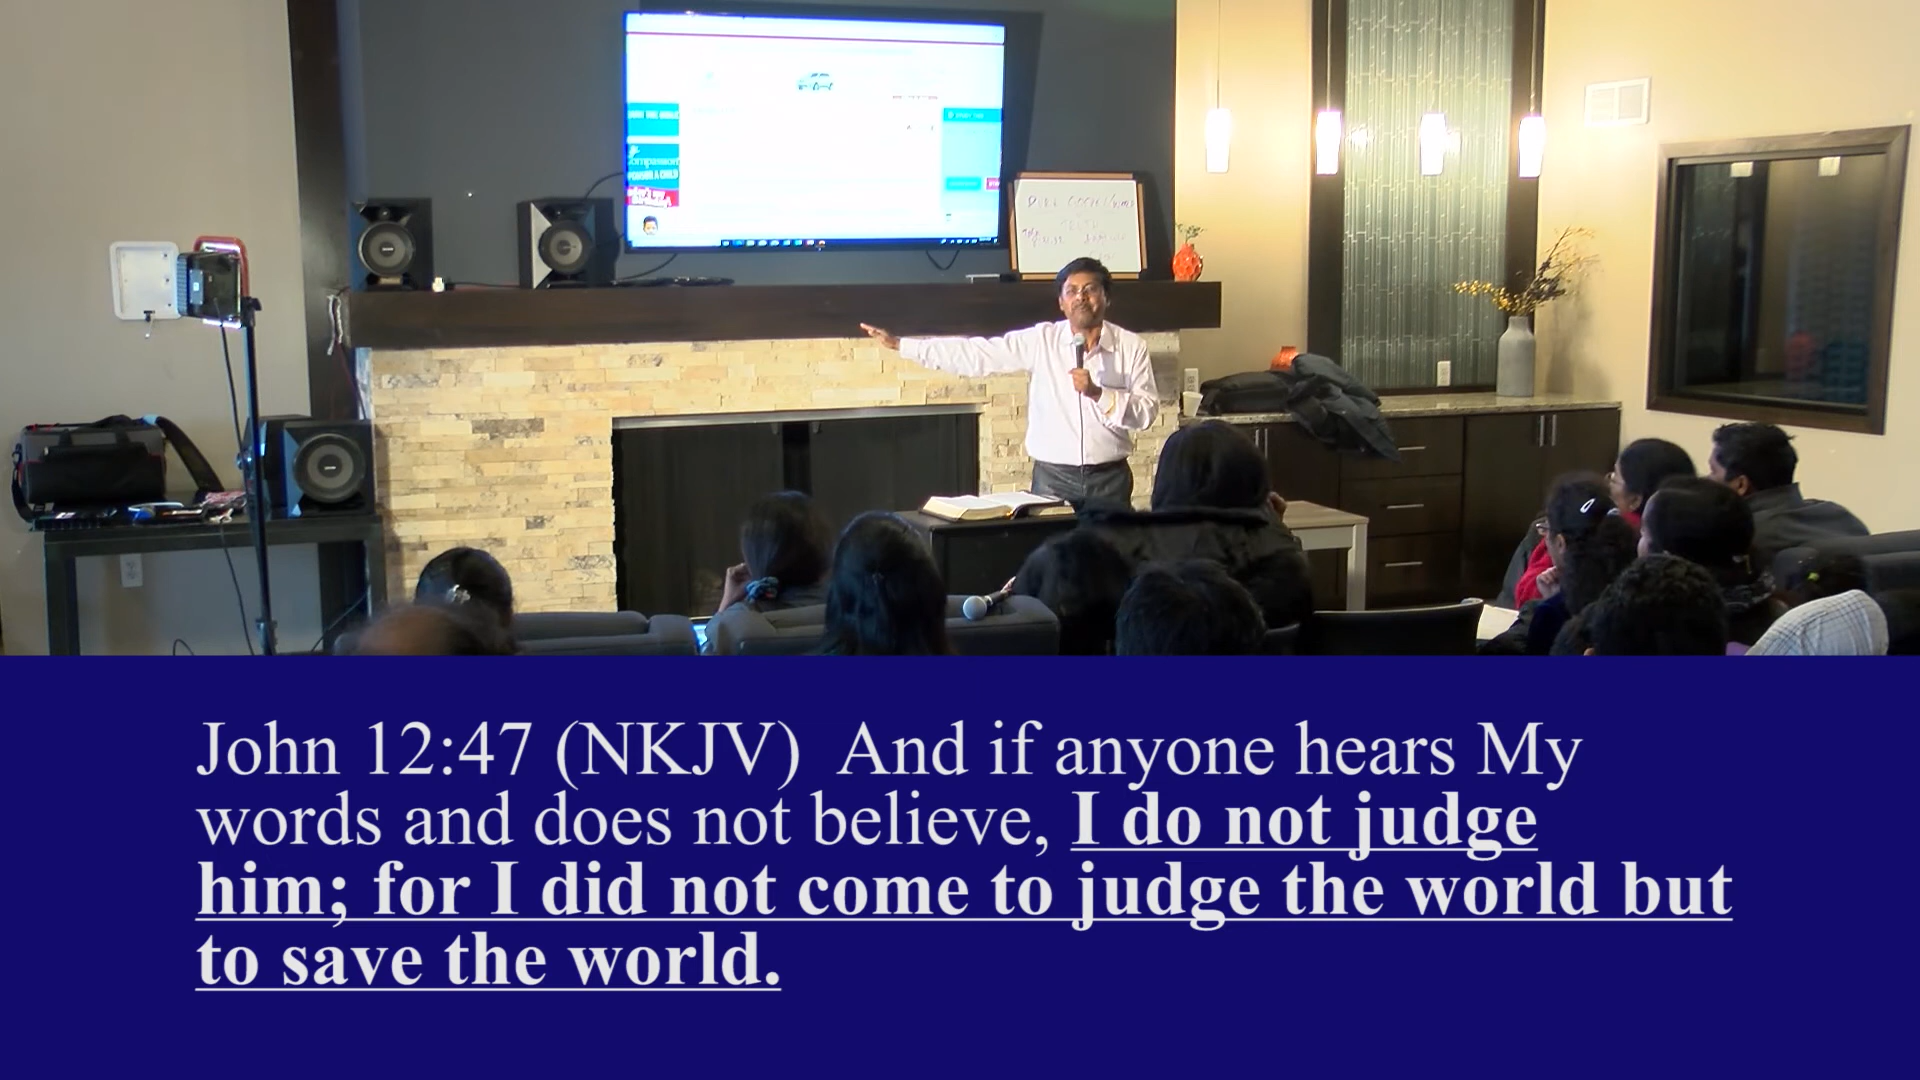 TRUTH
John 12:47 (NKJV)  And if anyone hears My
words and does not believe, I do not judge
him; for I did not come to judge the world but
to save the world.